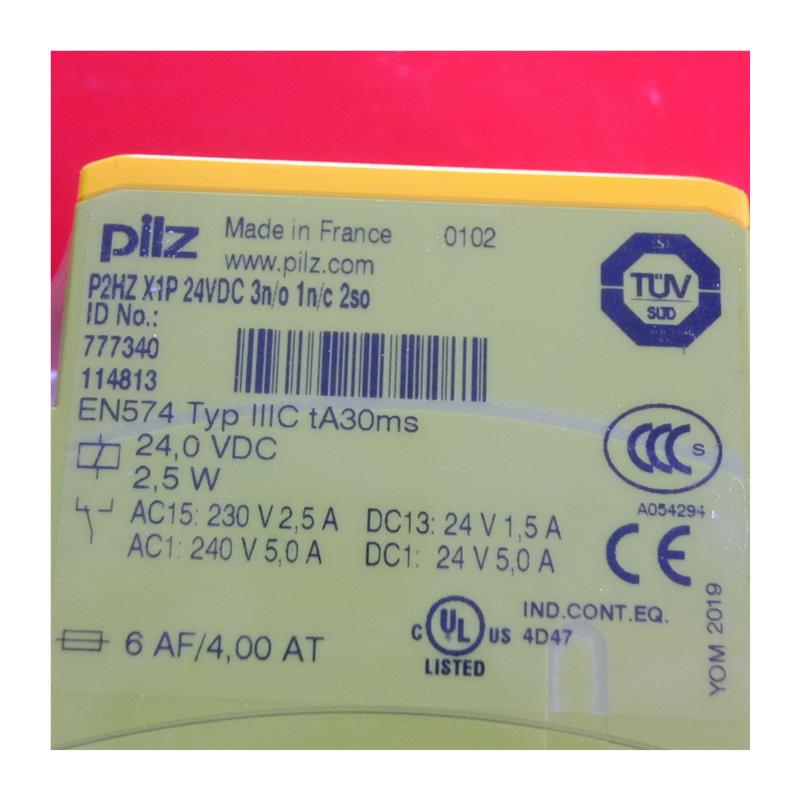 pilz Made in France 0102
www.pilz.com
P2HZ X1P 24VDC 3n/o 1n/c 2so
ID No.:
777340
114813
TÜV
SÜD
EN574 Typ IIIC tA30ms
24,0 VDC
2,5 W
CCC S
A054294
AC15: 230 V 2,5 A DC13: 24 V 1,5 A
AC1: 240 V 5,0 A DC1: 24 V 5,0 A
CE
YOM 2019
6 AF/4,00 AT
C UL US LISTED
IND.CONT.EQ.
4D47